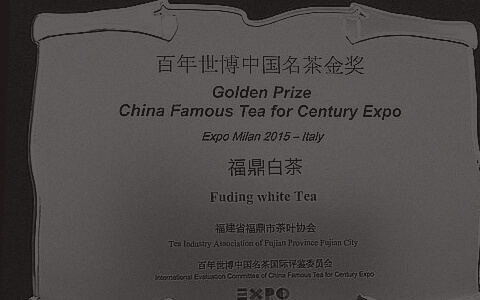 百年世博中国名茶金奖
Golden Prize
China Famous Tea for Century Expo
Expo Milan 2015 – Italy
福鼎白茶
Fuding white Tea
福建省福鼎市茶叶协会
Tea Industry Association of Fujian Province Fujian City
百年世博中国名茶国际评鉴委员会
International Evaluation Committee of China Famous Tea for Century Expo
EXPO